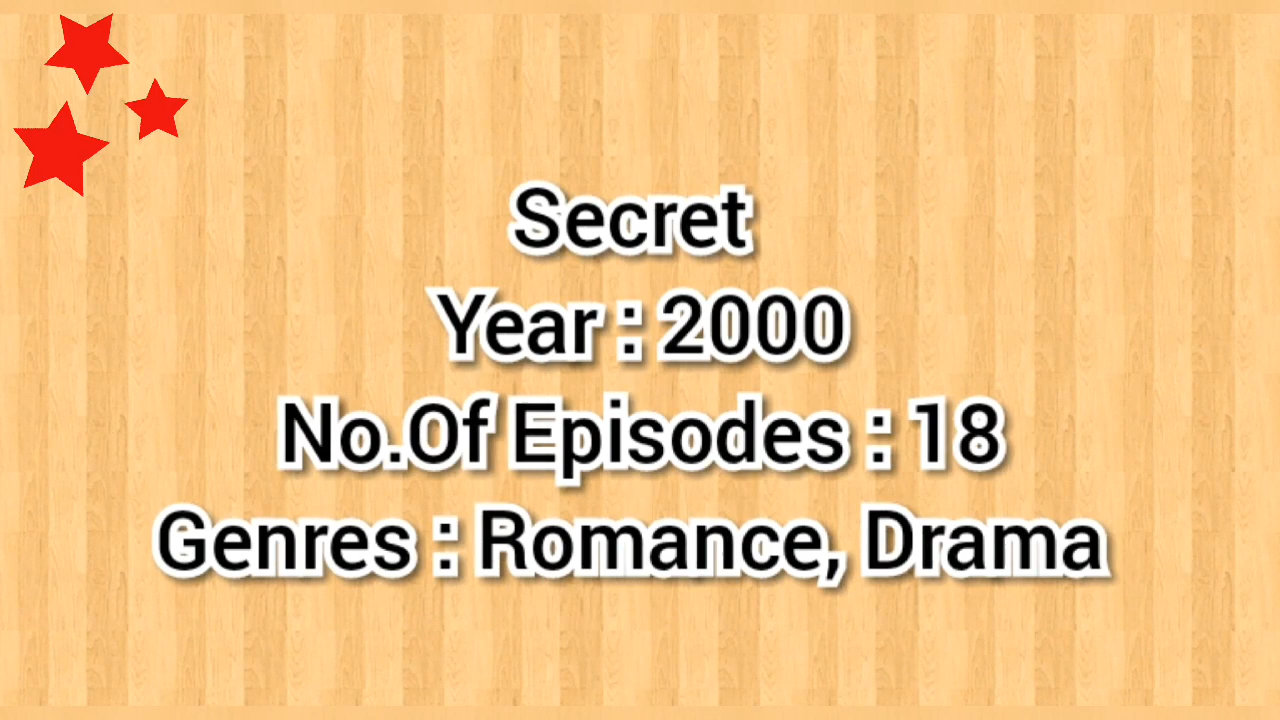 Secret
Year : 2000
No.Of Episodes : 18
Genres : Romance, Drama